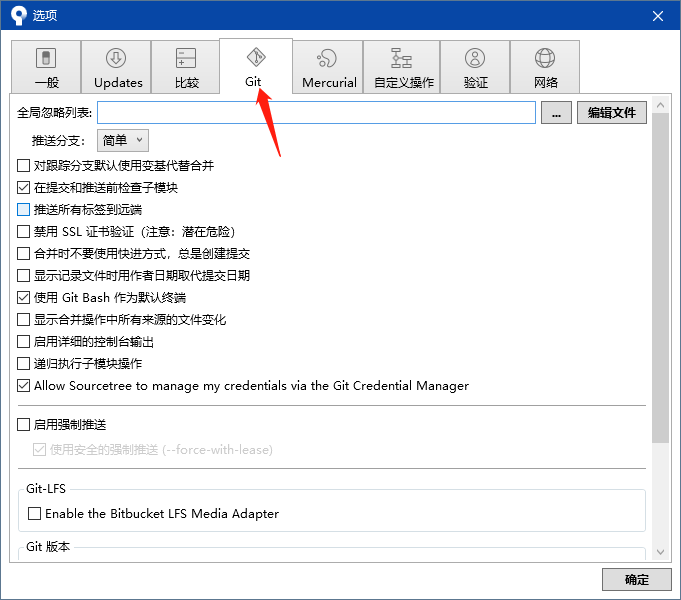 选项
一般 Updates 比较 Git Mercurial 自定义操作 验证 网络
全局忽略列表: ... 编辑文件
推送分支: 简单
对跟踪分支默认使用变基代替合并
在提交和推送前检查子模块
推送所有标签到远端
禁用 SSL 证书验证（注意：潜在危险）
合并时不要使用快进方式，总是创建提交
显示记录文件时用作者日期取代提交日期
使用 Git Bash 作为默认终端
显示合并操作中所有来源的文件变化
启用详细的控制台输出
递归执行子模块操作
Allow Sourcetree to manage my credentials via the Git Credential Manager
启用强制推送
使用安全的强制推送 (--force-with-lease)
Git-LFS
Enable the Bitbucket LFS Media Adapter
Git 版本
确定